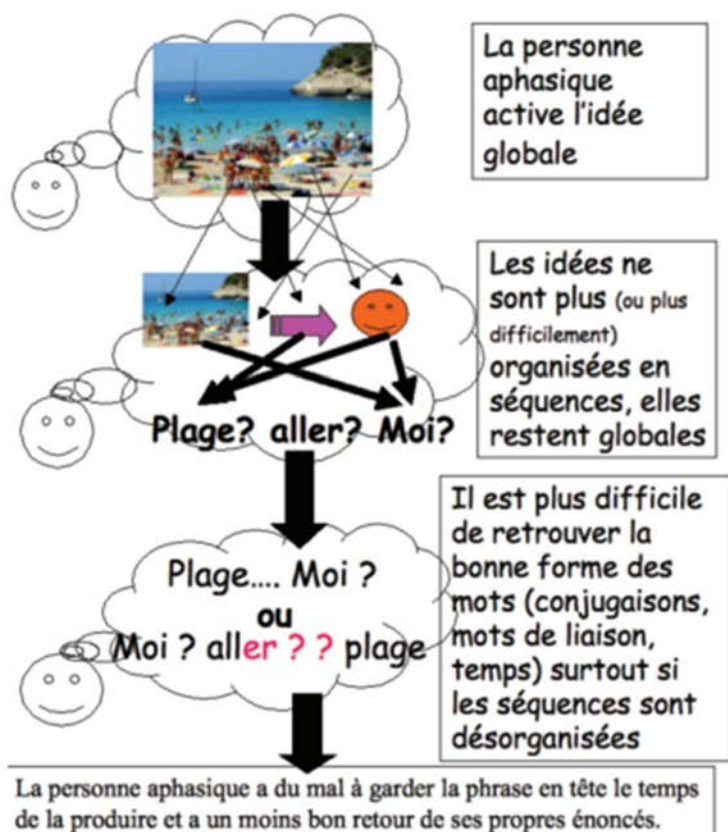 La personne
aphasique
active l'idée
globale
Les idées ne
sont plus (ou plus
difficilement)
organisées en
séquences, elles
restent globales
Plage? aller? Moi?
Il est plus difficile
de retrouver la
bonne forme des
mots (conjugaisons,
mots de liaison,
temps) surtout si
les séquences sont
désorganisées
Plage.... Moi ?
ou
Moi ? aller ? ? plage
La personne aphasique a du mal à garder la phrase en tête le temps
de la produire et a un moins bon retour de ses propres énoncés.